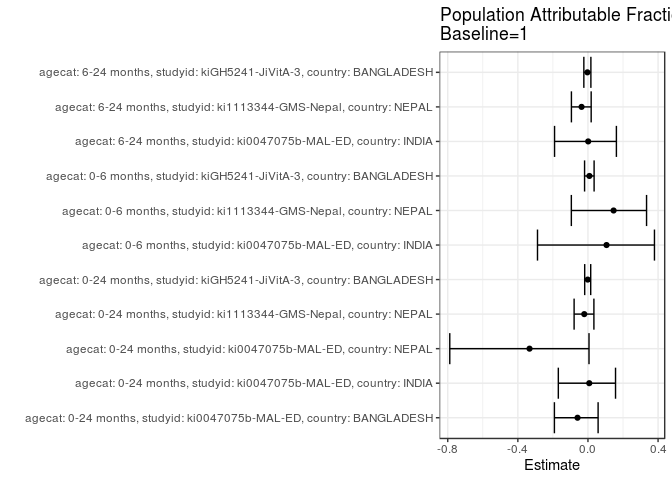 Population Attributable Fracti
Baseline=1
agecat: 6-24 months, studyid: kiGH5241-JiVitA-3, country: BANGLADESH
agecat: 6-24 months, studyid: ki1113344-GMS-Nepal, country: NEPAL
agecat: 6-24 months, studyid: ki0047075b-MAL-ED, country: INDIA
agecat: 0-6 months, studyid: kiGH5241-JiVitA-3, country: BANGLADESH
agecat: 0-6 months, studyid: ki1113344-GMS-Nepal, country: NEPAL
agecat: 0-6 months, studyid: ki0047075b-MAL-ED, country: INDIA
agecat: 0-24 months, studyid: kiGH5241-JiVitA-3, country: BANGLADESH
agecat: 0-24 months, studyid: ki1113344-GMS-Nepal, country: NEPAL
agecat: 0-24 months, studyid: ki0047075b-MAL-ED, country: NEPAL
agecat: 0-24 months, studyid: ki0047075b-MAL-ED, country: INDIA
agecat: 0-24 months, studyid: ki0047075b-MAL-ED, country: BANGLADESH
-0.8 -0.4 0.0 0.4
Estimate